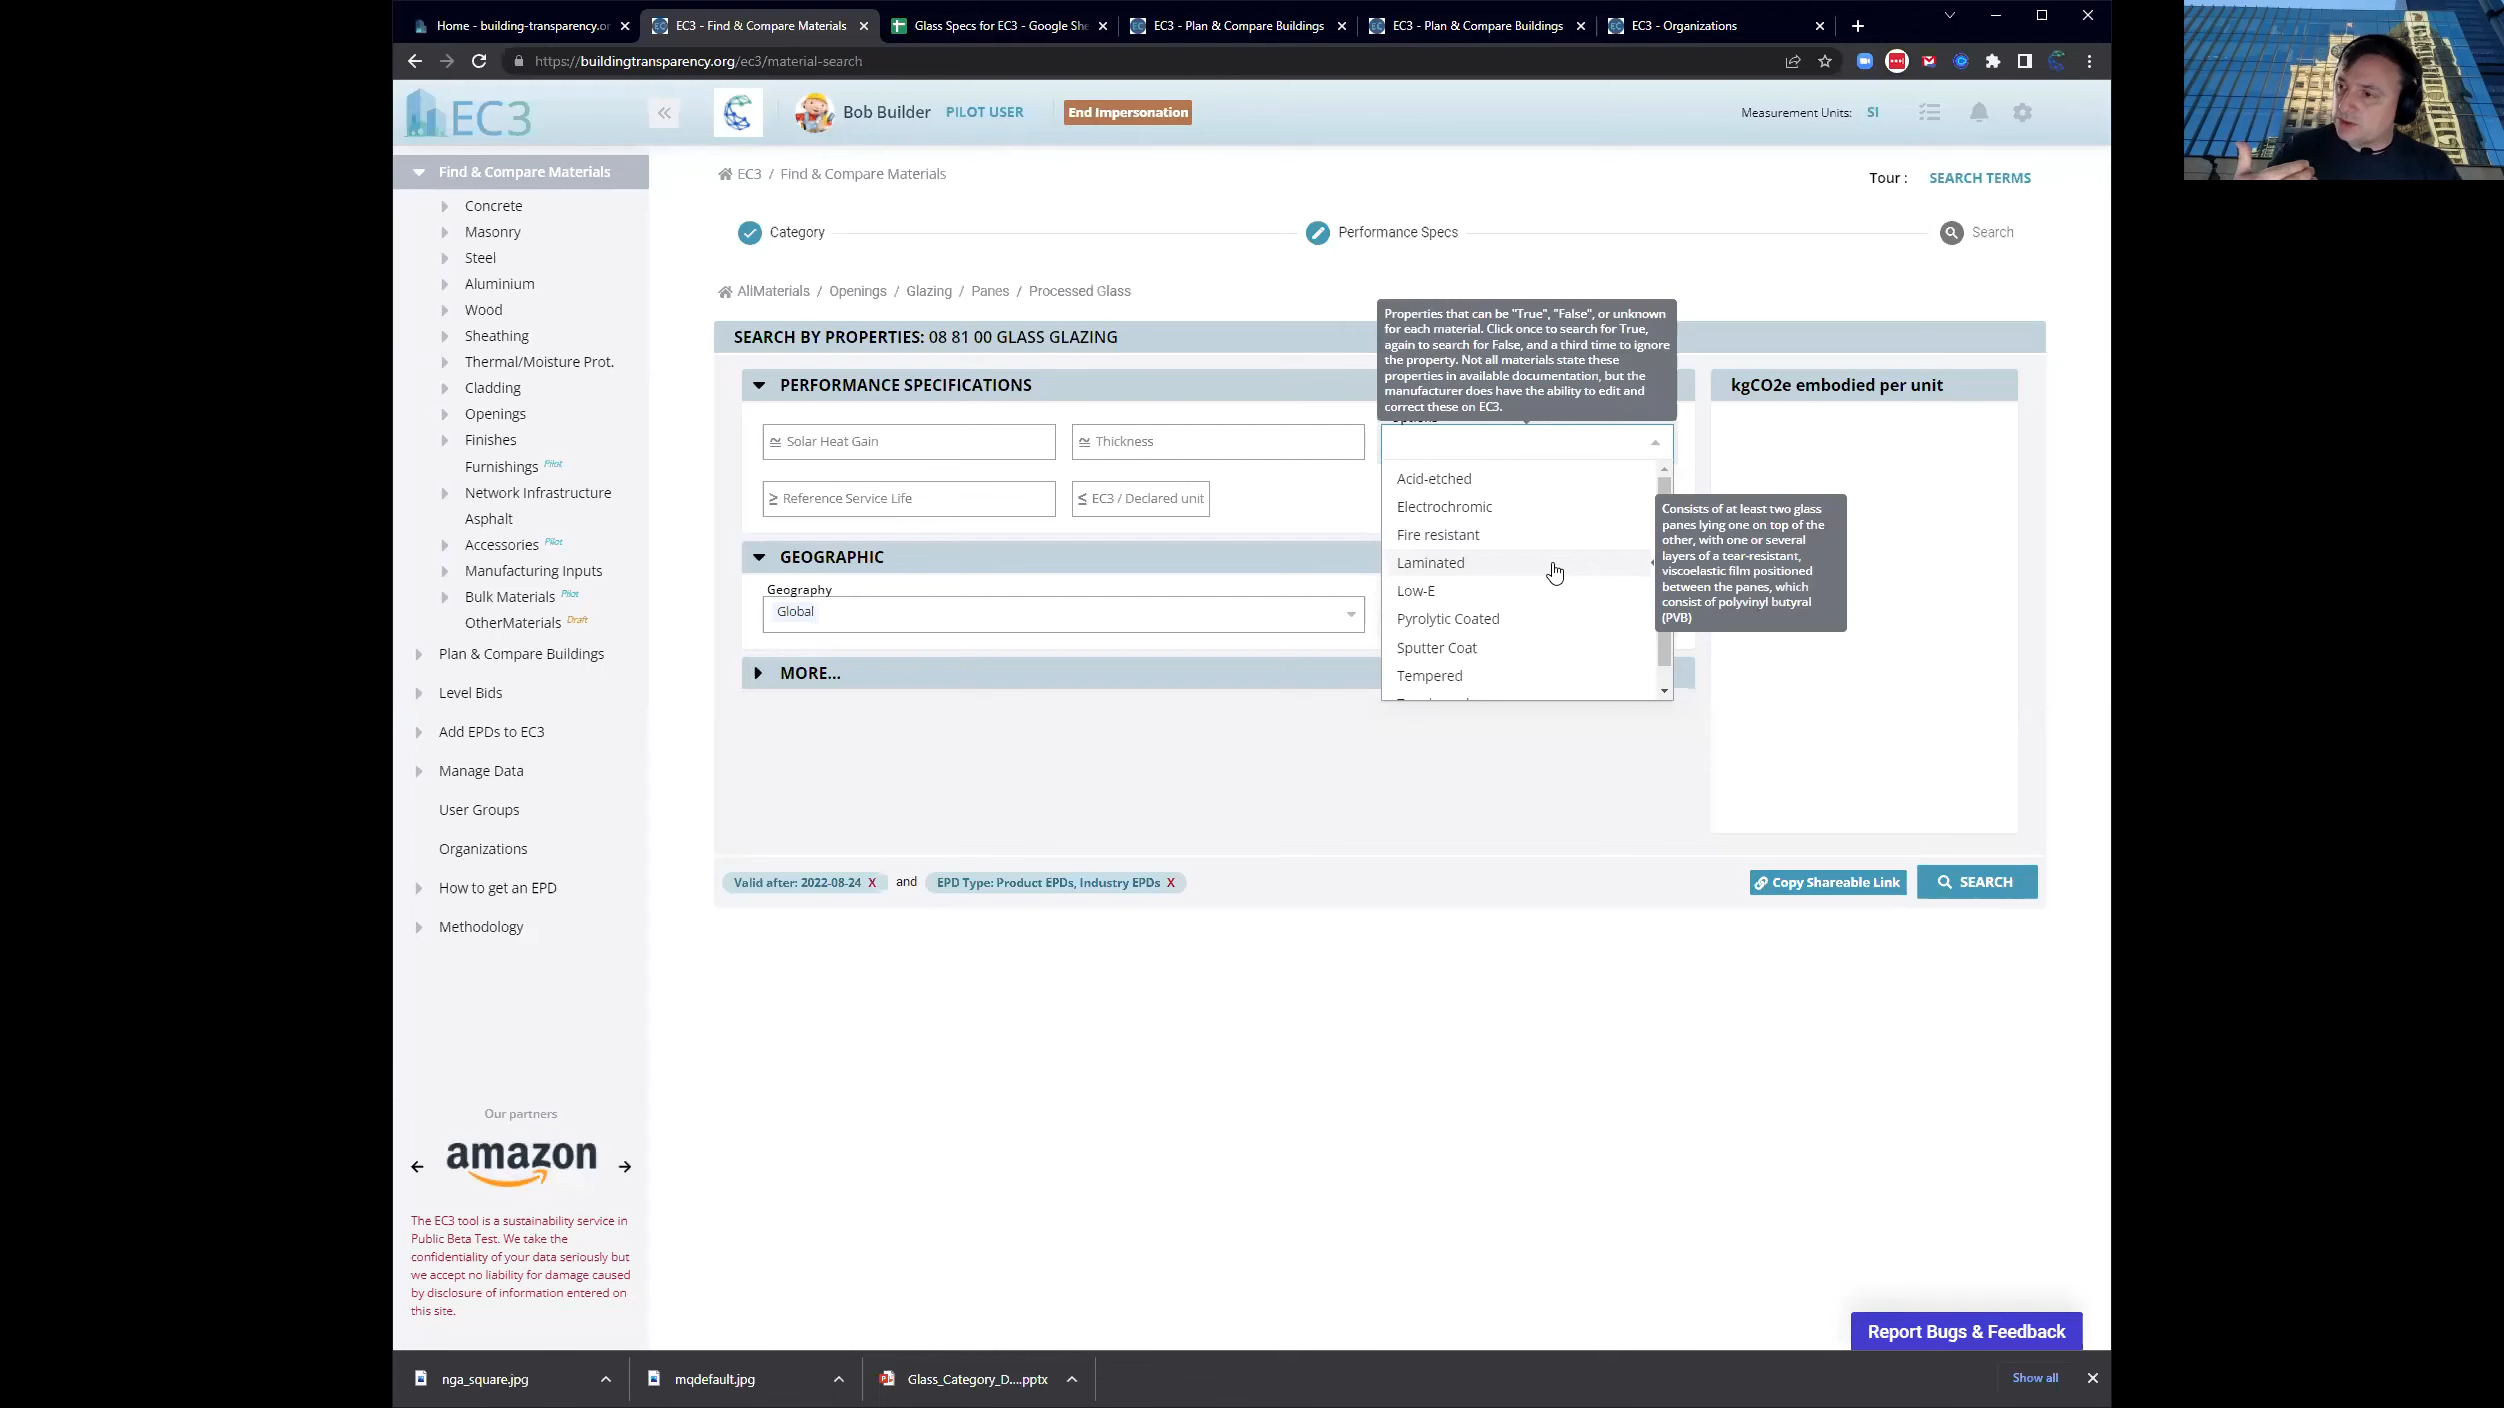 Home - building-transparency.or
EC3 - Find & Compare Materials
Glass Specs for EC3 - Google She
EC3 - Plan & Compare Buildings
EC3 - Plan & Compare Buildings
EC3 - Organizations
https://buildingtransparency.org/ec3/material-search
EC3
Bob Builder
PILOT USER
End Impersonation
Measurement Units: SI
Find & Compare Materials
Concrete
Masonry
Steel
Aluminium
Wood
Sheathing
Thermal/Moisture Prot.
Cladding
Openings
Finishes
Furnishings Pilot
Network Infrastructure
Asphalt
Accessories Pilot
Manufacturing Inputs
Bulk Materials Pilot
OtherMaterials Draft
Plan & Compare Buildings
Level Bids
Add EPDs to EC3
Manage Data
User Groups
Organizations
How to get an EPD
Methodology
Our partners
amazon
The EC3 tool is a sustainability service in
Public Beta Test. We take the
confidentiality of your data seriously but
we accept no liability for damage caused
by disclosure of information entered on
this site.
EC3 / Find & Compare Materials
Tour : SEARCH TERMS
Category
Performance Specs
Search
AllMaterials / Openings / Glazing / Panes / Processed Glass
SEARCH BY PROPERTIES: 08 81 00 GLASS GLAZING
PERFORMANCE SPECIFICATIONS
≅ Solar Heat Gain
≅ Thickness
≥ Reference Service Life
≤ EC3 / Declared unit
Properties that can be "True", "False", or unknown
for each material. Click once to search for True,
again to search for False, and a third time to ignore
the property. Not all materials state these
properties in available documentation, but the
manufacturer does have the ability to edit and
correct these on EC3.
Acid-etched
Electrochromic
Fire resistant
Laminated
Low-E
Pyrolytic Coated
Sputter Coat
Tempered
Consists of at least two glass
panes lying one on top of the
other, with one or several
layers of a tear-resistant,
viscoelastic film positioned
between the panes, which
consist of polyvinyl butyral
(PVB)
kgCO2e embodied per unit
GEOGRAPHIC
Geography
Global
MORE...
Valid after: 2022-08-24 X
and
EPD Type: Product EPDs, Industry EPDs X
Copy Shareable Link
SEARCH
Report Bugs & Feedback
nga_square.jpg
mqdefault.jpg
Glass_Category_D....pptx
Show all